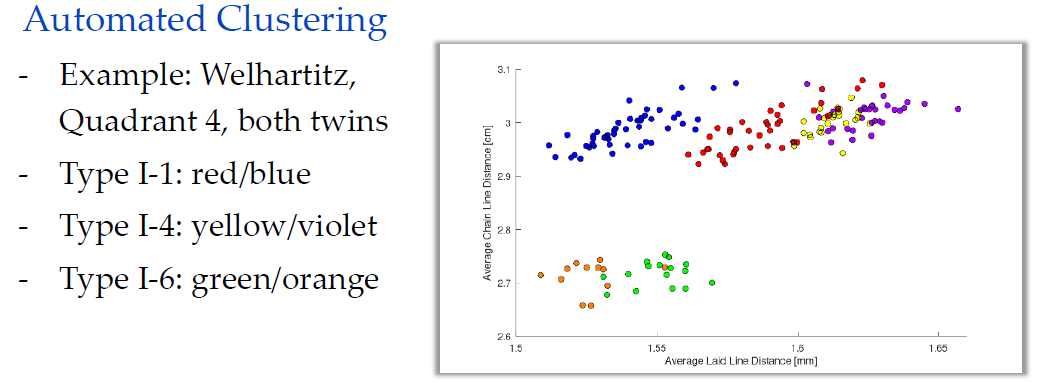 Automated Clustering
- Example: Welhartitz,
Quadrant 4, both twins
- Type I-1: red/blue
- Type I-4: yellow/violet
- Type I-6: green/orange
Average Chain Line Distance [cm]
3.1
3
2.9
2.8
2.7
2.6
1.5
1.55
1.6
1.65
Average Laid Line Distance [mm]